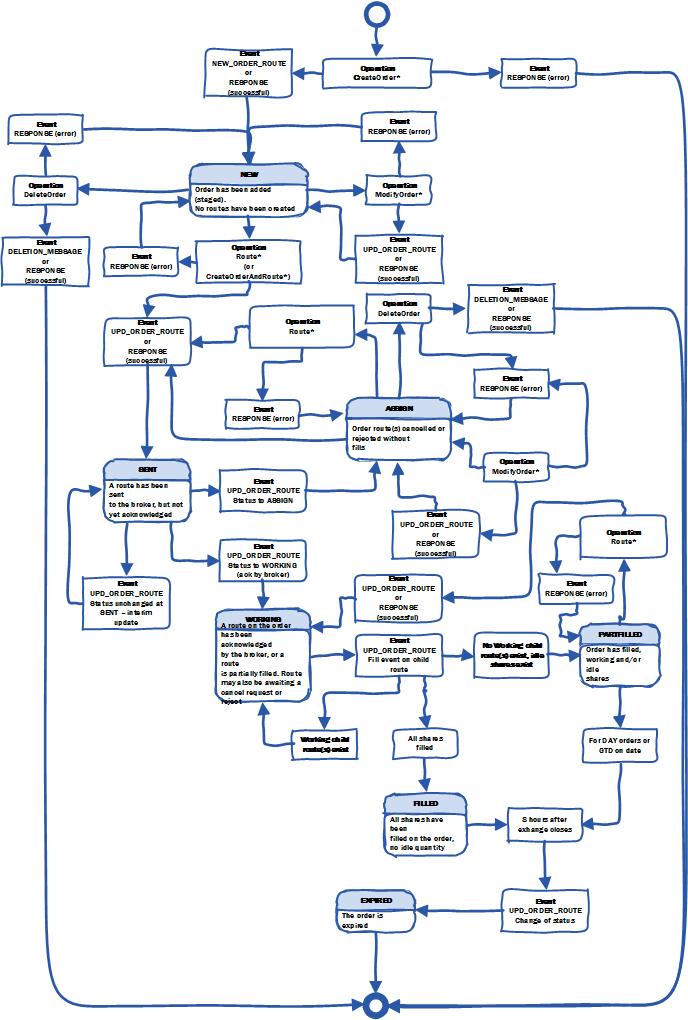 Event
NEW_ORDER_ROUTE
or
RESPONSE
(successful)
Operation
CreateOrder*
Event
RESPONSE (error)
Event
RESPONSE (error)
Event
RESPONSE (error)
Operation
DeleteOrder
NEW
Order has been added
(staged).
No routes have been created
Operation
ModifyOrder*
Event
DELETION_MESSAGE
or
RESPONSE
(successful)
Event
RESPONSE (error)
Operation
Route*
(or
CreateOrderAndRoute*)
Event
UPD_ORDER_ROUTE
or
RESPONSE
(successful)
Event
UPD_ORDER_ROUTE
or
RESPONSE
(successful)
Operation
Route*
Operation
DeleteOrder
Event
DELETION_MESSAGE
or
RESPONSE
(successful)
Event
RESPONSE (error)
Event
RESPONSE (error)
ASSIGN
Order route(s) cancelled or
rejected without
fills
Operation
ModifyOrder*
SENT
A route has been
sent
to the broker, but not
yet acknowledged
Event
UPD_ORDER_ROUTE
Status to ASSIGN
Event
UPD_ORDER_ROUTE
or
RESPONSE
(successful)
Operation
Route*
Event
UPD_ORDER_ROUTE
Status to WORKING
(ack by broker)
Event
UPD_ORDER_ROUTE
Status unchanged at
SENT – interim
update
Event
UPD_ORDER_ROUTE
or
RESPONSE
(successful)
Event
RESPONSE (error)
WORKING
A route on the order
has been
acknowledged
by the broker, or a
route
is partially filled. Route
may also be awaiting a
cancel request or
reject
Event
UPD_ORDER_ROUTE
Fill event on child
route
No Working child
route(s) exist, idle
shares exist
PARTFILLED
Order has filled,
working and/or
idle
shares
Working child
route(s) exist
All shares
filled
For DAY orders or
GTD on date
FILLED
All shares have
been
filled on the order,
no idle quantity
8 hours after
exhange closes
EXPIRED
The order is
expired
Event
UPD_ORDER_ROUTE
Change of status